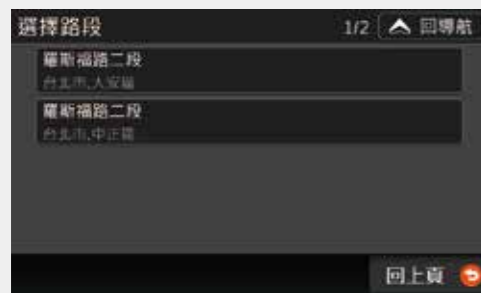 選擇路段 1/2 回導航
羅斯福路二段
台北市,大安區
羅斯福路二段
台北市,中正區
回上頁